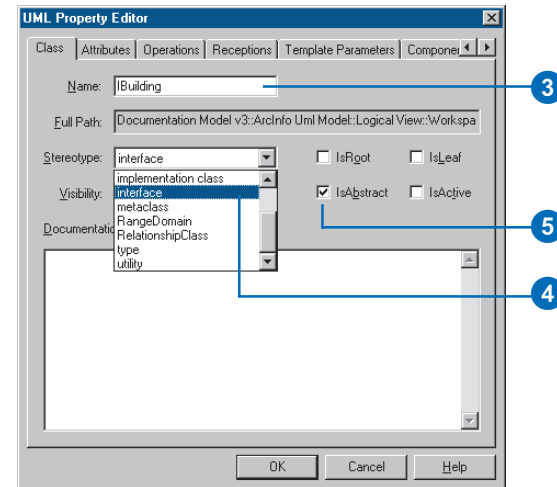 UML Property Editor
Class Attributes Operations Receptions Template Parameters Componen
Name: IBuilding
3
Full Path: Documentation Model v3::ArcInfo Uml Model::Logical View::Workspa
Stereotype: interface
IsRoot IsLeaf
implementation class
Visibility: interface
IsAbstract IsActive
metaclass
RangeDomain
5
Documentatio RelationshipClass
type
utility
4
OK Cancel Help